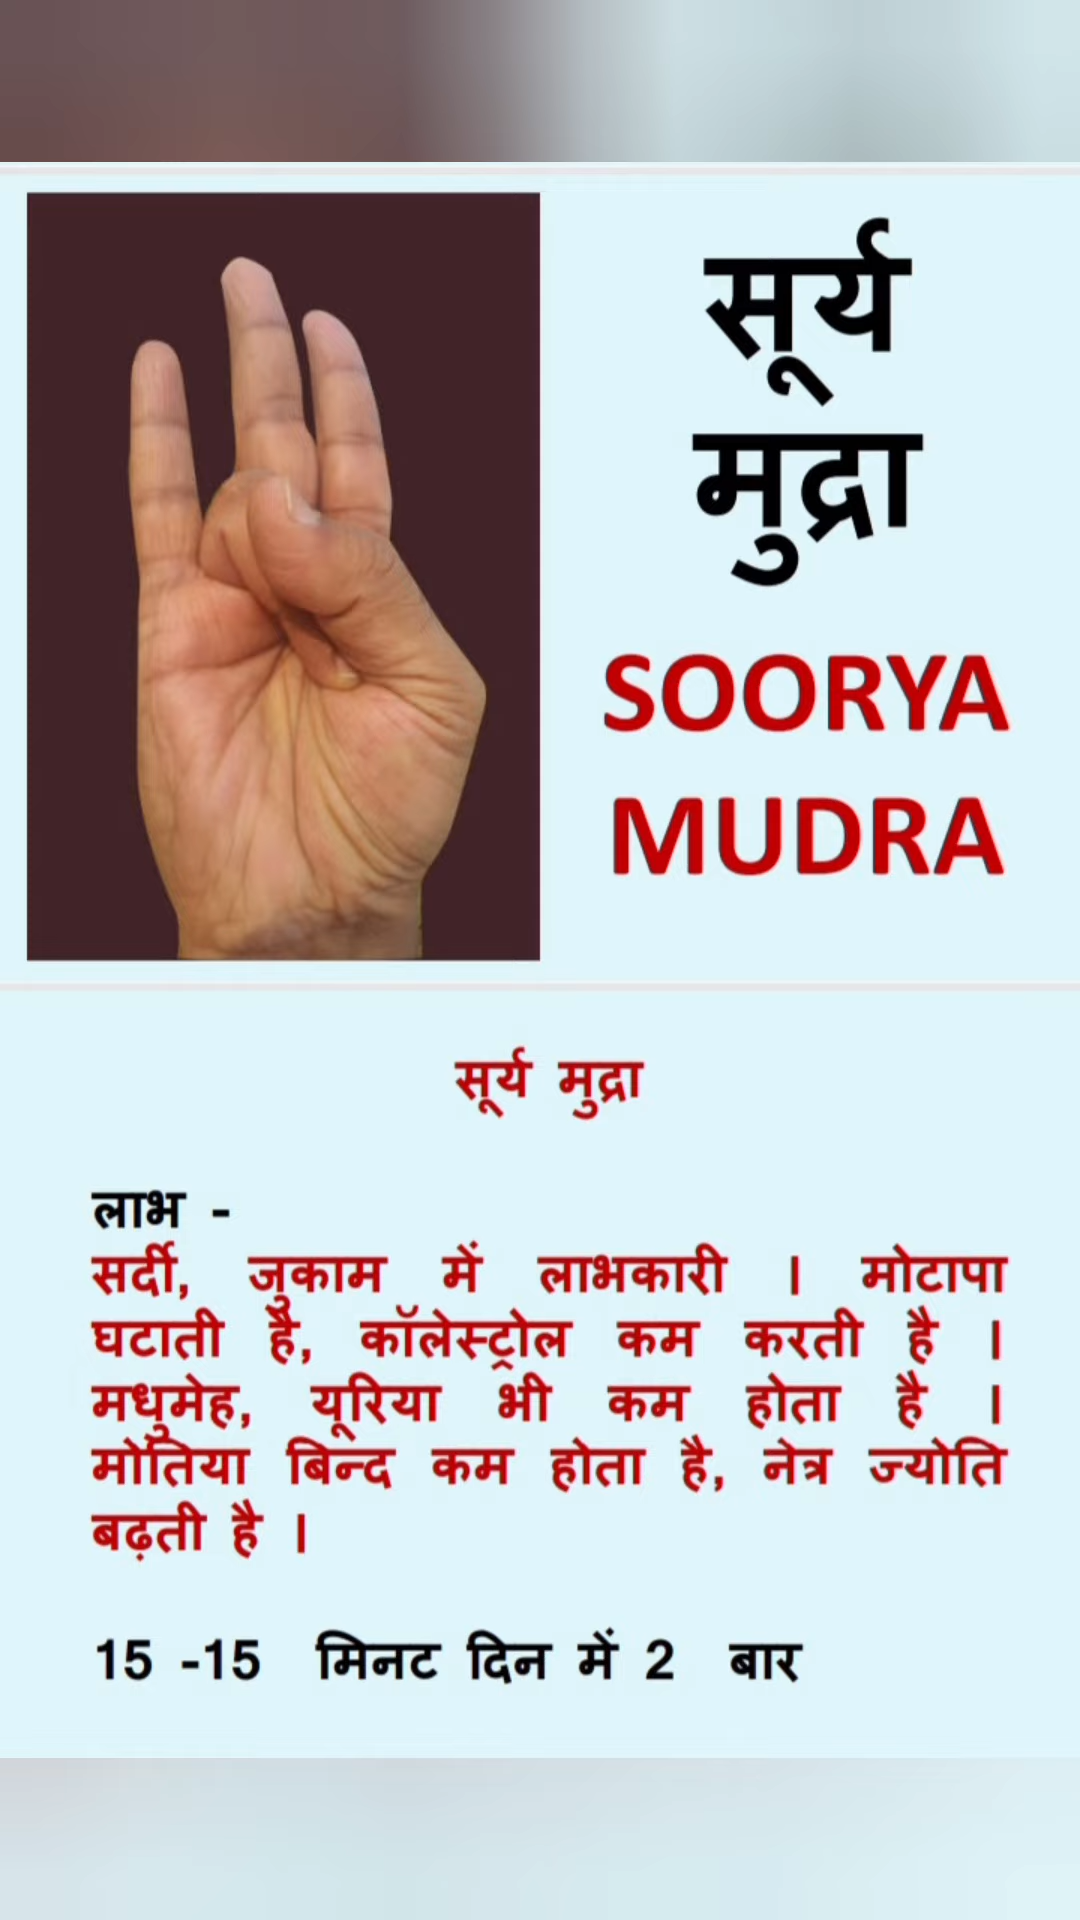 सूर्य
मुद्रा
SOORYA
MUDRA
सूर्य मुद्रा
लाभ -
सर्दी, जुकाम में लाभकारी । मोटापा
घटाती है, कॉलेस्ट्रोल कम करती है ।
मधुमेह, यूरिया भी कम होता है ।
मोतिया बिन्द कम होता है, नेत्र ज्योति
बढ़ती है ।
15 -15 मिनट दिन में 2 बार